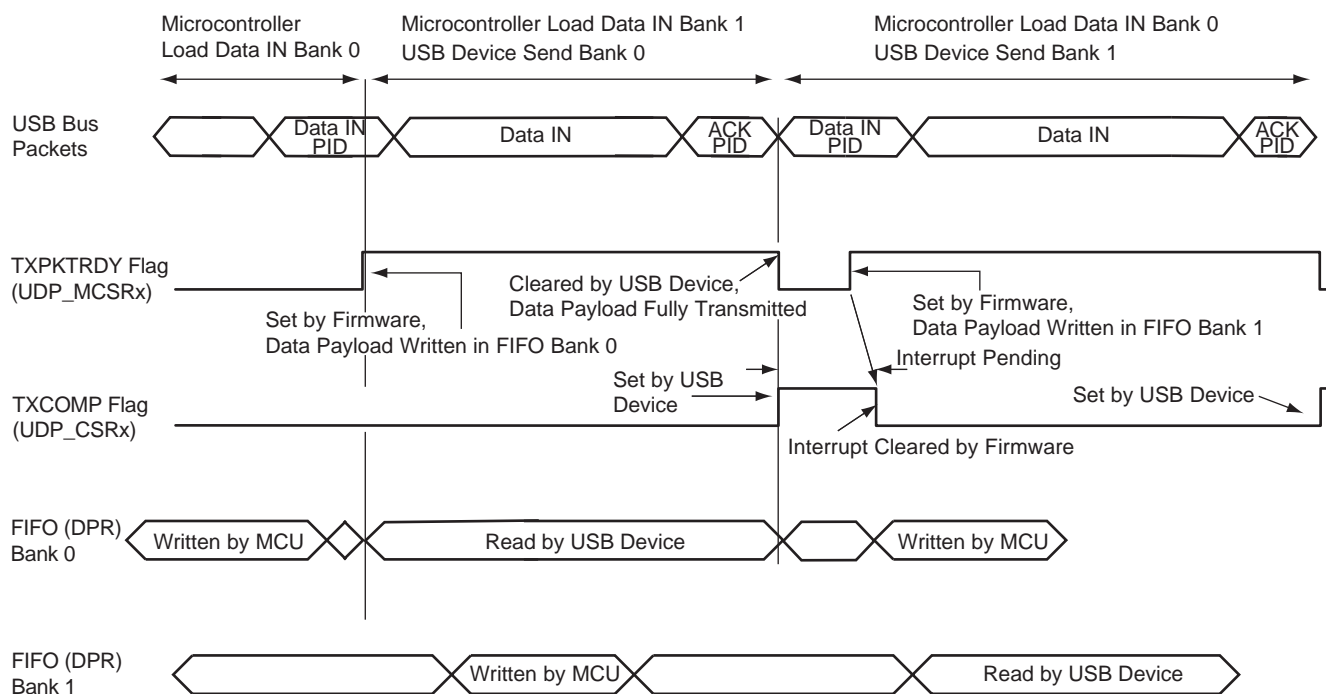 Microcontroller
Load Data IN Bank 0
Microcontroller Load Data IN Bank 1
USB Device Send Bank 0
Microcontroller Load Data IN Bank 0
USB Device Send Bank 1
USB Bus
Packets
Data IN
PID
Data IN
ACK
PID
Data IN
PID
Data IN
ACK
PID
TXPKTRDY Flag
(UDP_MCSRx)
Set by Firmware,
Data Payload Written in FIFO Bank 0
Cleared by USB Device,
Data Payload Fully Transmitted
Set by Firmware,
Data Payload Written in FIFO Bank 1
Interrupt Pending
TXCOMP Flag
(UDP_CSRx)
Set by USB
Device
Set by USB Device
Interrupt Cleared by Firmware
FIFO (DPR)
Bank 0
Written by MCU
Read by USB Device
Written by MCU
FIFO (DPR)
Bank 1
Written by MCU
Read by USB Device